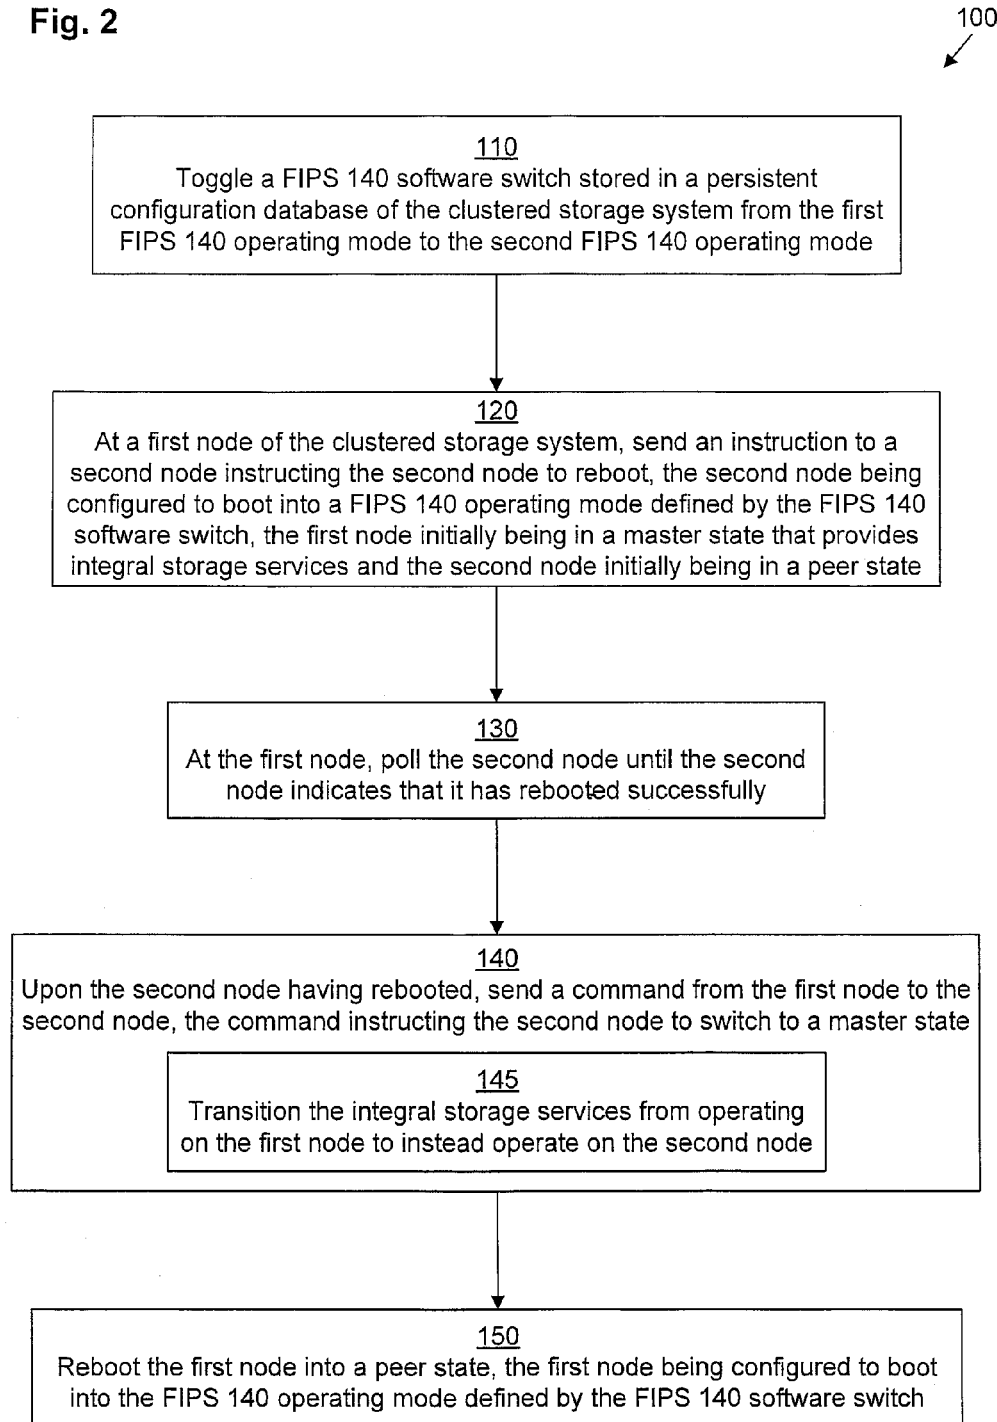 Fig. 2
100
110
Toggle a FIPS 140 software switch stored in a persistent
configuration database of the clustered storage system from the first
FIPS 140 operating mode to the second FIPS 140 operating mode
120
At a first node of the clustered storage system, send an instruction to a
second node instructing the second node to reboot, the second node being
configured to boot into a FIPS 140 operating mode defined by the FIPS 140
software switch, the first node initially being in a master state that provides
integral storage services and the second node initially being in a peer state
130
At the first node, poll the second node until the second
node indicates that it has rebooted successfully
140
Upon the second node having rebooted, send a command from the first node to the
second node, the command instructing the second node to switch to a master state
145
Transition the integral storage services from operating
on the first node to instead operate on the second node
150
Reboot the first node into a peer state, the first node being configured to boot
into the FIPS 140 operating mode defined by the FIPS 140 software switch